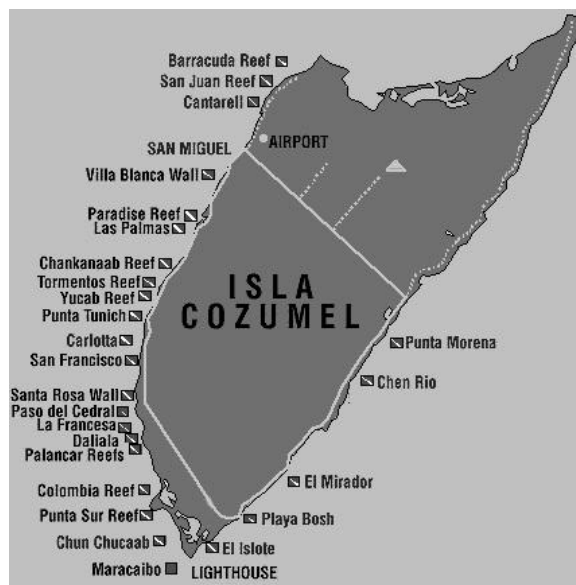 Barracuda Reef
San Juan Reef
Cantarell
AIRPORT
SAN MIGUEL
Villa Blanca Wall
Paradise Reef
Las Palmas
Chankanaab Reef
Tormentos Reef
Yucab Reef
Punta Tunich
ISLA
COZUMEL
Carlotta
Punta Morena
San Francisco
Chen Rio
Santa Rosa Wall
Paso del Cedral
La Francesa
Daliala
Palancar Reefs
El Mirador
Colombia Reef
Punta Sur Reef
Playa Bosh
Chun Chucaab
El Islote
Maracaibo
LIGHTHOUSE